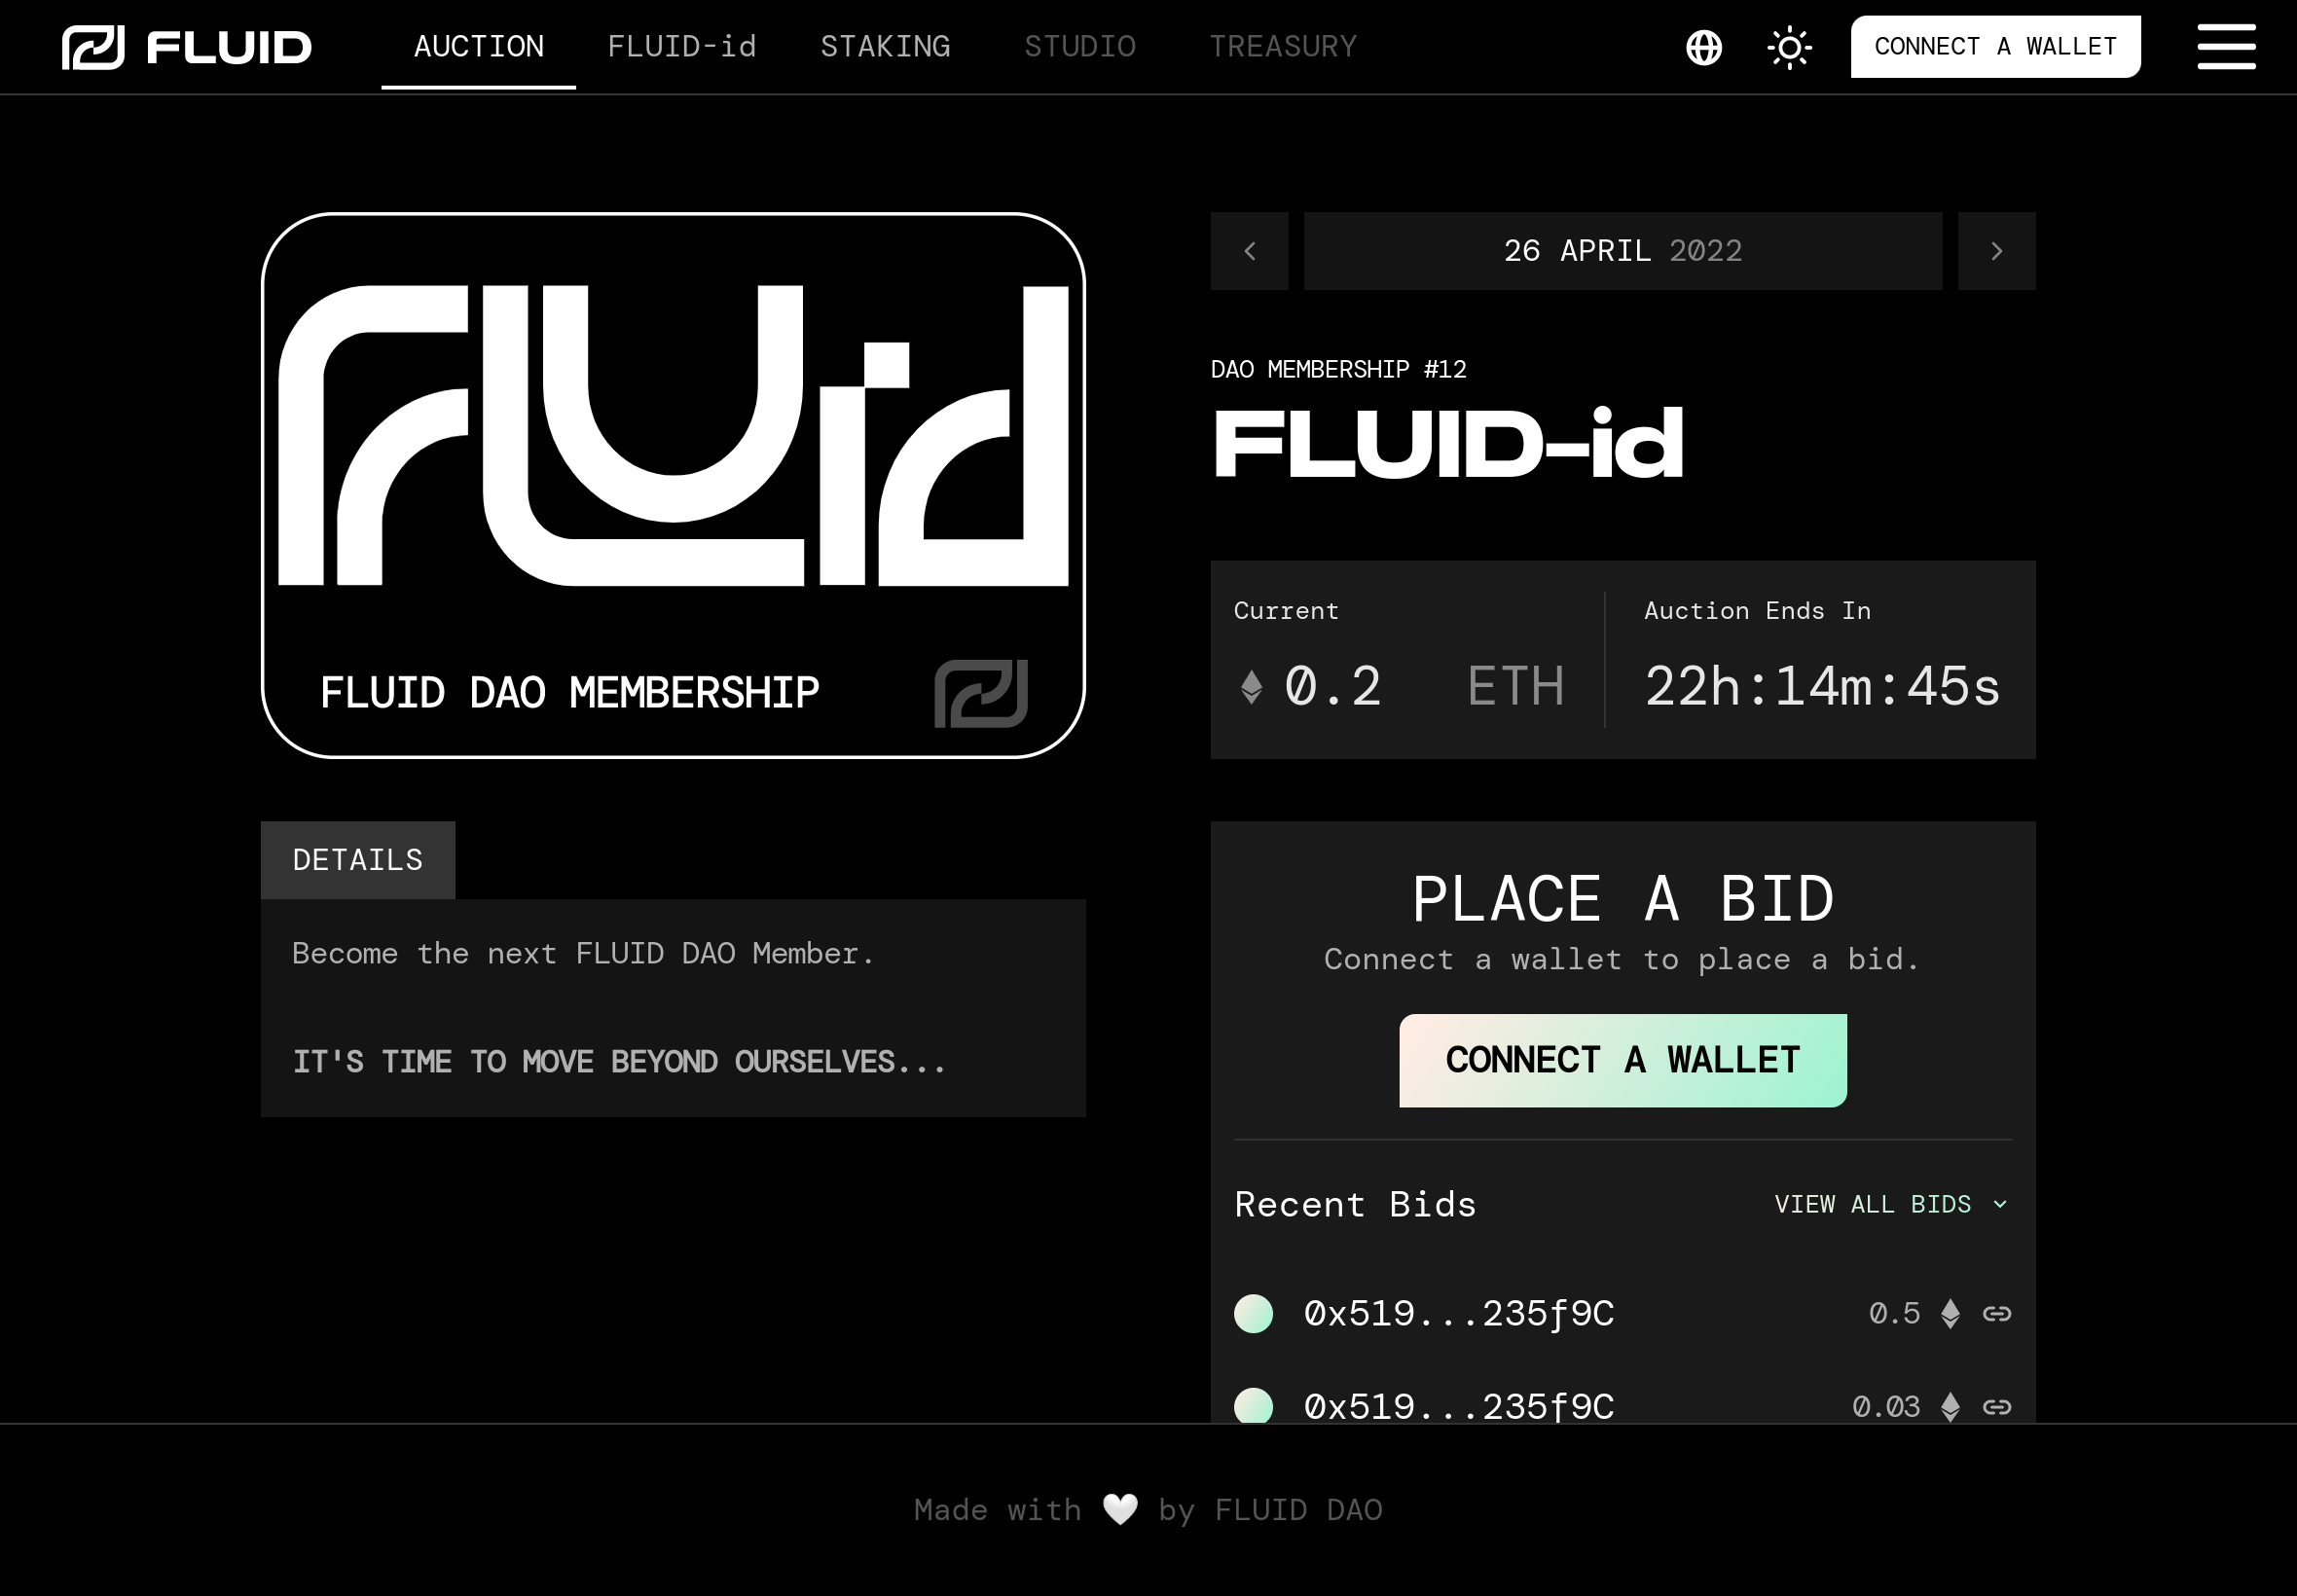 FLUID
AUCTION
FLUID-id
STAKING
STUDIO
TREASURY
CONNECT A WALLET
FLUid
FLUID DAO MEMBERSHIP
26 APRIL 2022
DAO MEMBERSHIP #12
FLUID-id
Current
0.2 ETH
Auction Ends In
22h:14m:45s
DETAILS
Become the next FLUID DAO Member.
IT'S TIME TO MOVE BEYOND OURSELVES...
PLACE A BID
Connect a wallet to place a bid.
CONNECT A WALLET
Recent Bids
VIEW ALL BIDS
0x519...235f9C
0.5
0x519...235f9C
0.03
Made with 🤍 by FLUID DAO